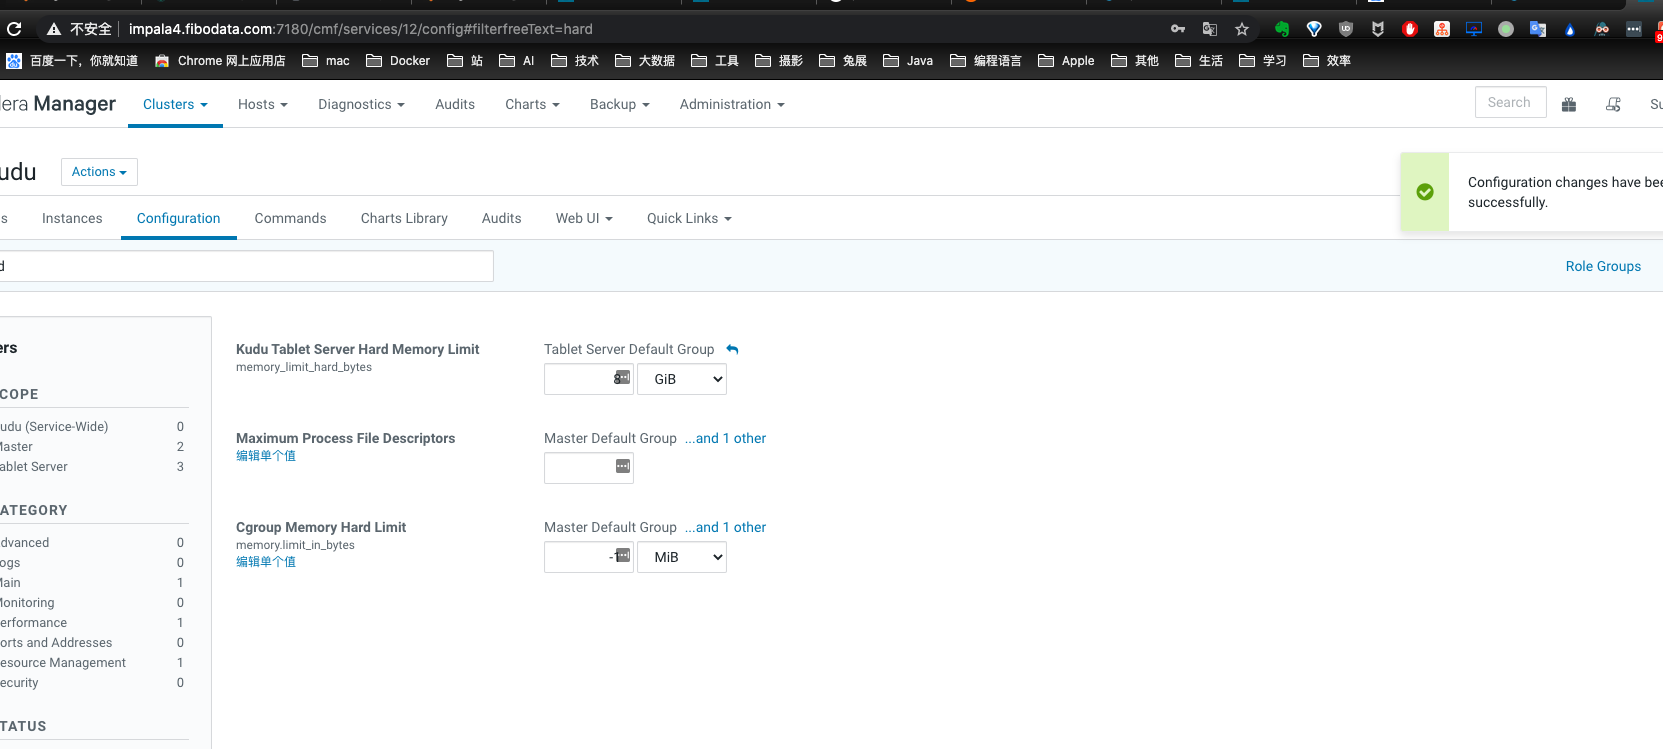 不安全 impala4.fibodata.com:7180/cmf/services/12/config#filterfreeText=hard
百度一下，你就知道 Chrome 网上应用店 mac Docker 站 AI 技术 大数据 工具 摄影 兔展 Java 编程语言 Apple 其他 生活 学习 效率
era Manager Clusters Hosts Diagnostics Audits Charts Backup Administration Search Su
udu Actions
Configuration changes have bee
successfully.
s Instances Configuration Commands Charts Library Audits Web UI Quick Links
d Role Groups
ers
COPE
udu (Service-Wide) 0
Master 2
ablet Server 3
ATEGORY
dvanced 0
ogs 0
Main 1
Monitoring 0
erformance 1
orts and Addresses 0
esource Management 1
ecurity 0
TATUS
Kudu Tablet Server Hard Memory Limit Tablet Server Default Group
memory_limit_hard_bytes
8 GiB
Maximum Process File Descriptors Master Default Group ...and 1 other
编辑单个值
Cgroup Memory Hard Limit Master Default Group ...and 1 other
memory.limit_in_bytes
-1 MiB
编辑单个值